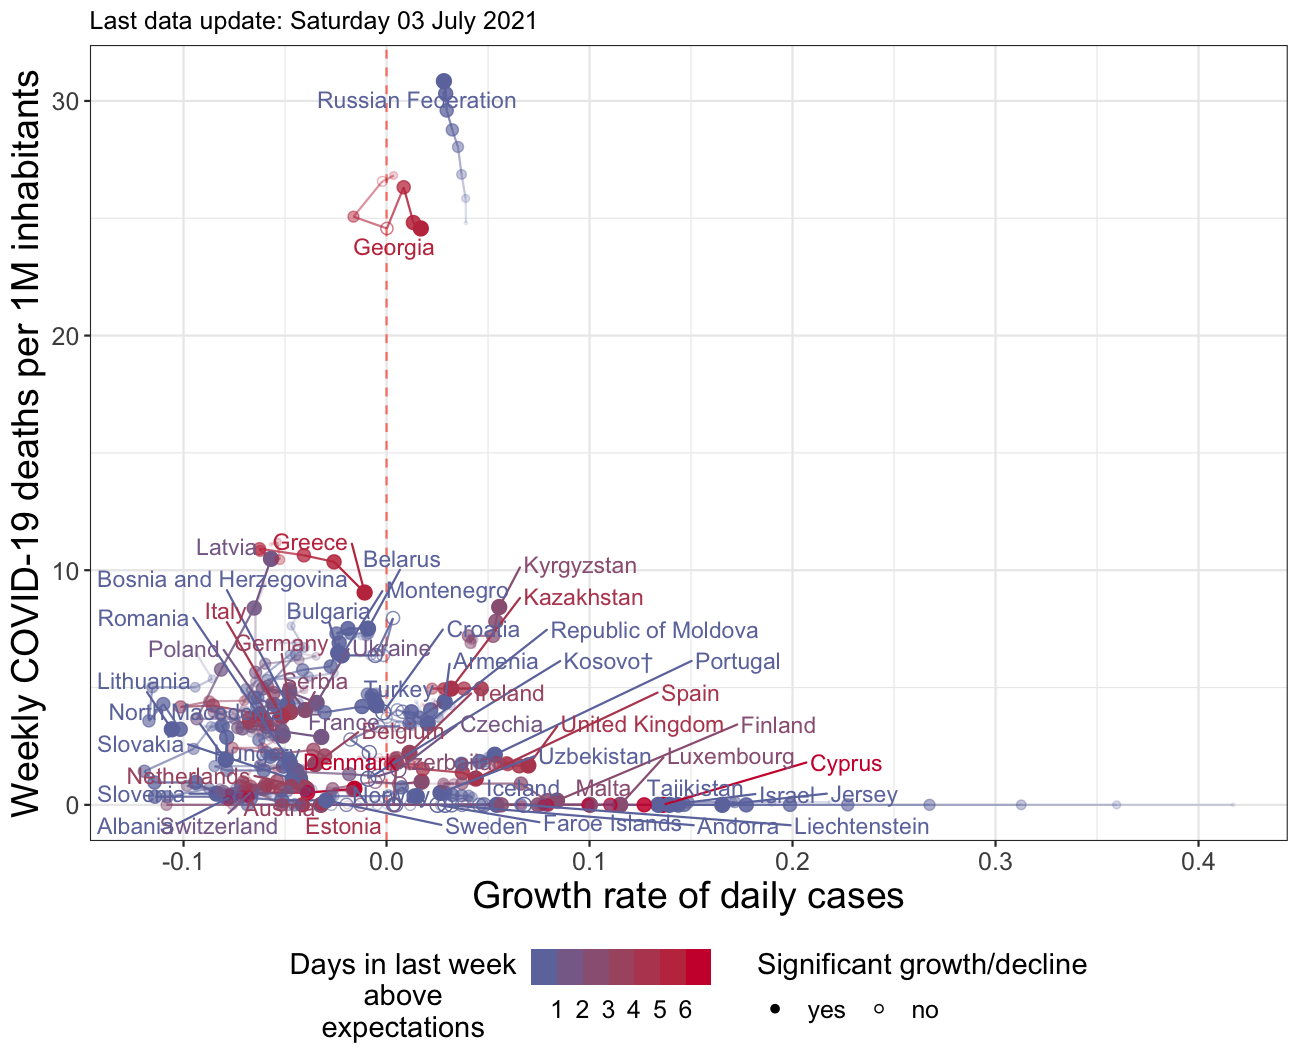 Last data update: Saturday 03 July 2021
Weekly COVID-19 deaths per 1M inhabitants
30
20
10
0
Russian Federation
Georgia
Latvia
Greece
Belarus
Kyrgyzstan
Bosnia and Herzegovina
Montenegro
Kazakhstan
Romania
Italy
Bulgaria
Croatia
Republic of Moldova
Poland
Germany
Ukraine
Armenia
Kosovo†
Portugal
Lithuania
Serbia
Turkey
Ireland
Spain
North Macedonia
France
Belgium
Czechia
United Kingdom
Finland
Slovakia
Hungary
Denmark
Azerbaijan
Uzbekistan
Luxembourg
Cyprus
Netherlands
Slovenia
Iceland
Malta
Tajikistan
Israel
Jersey
Austria
Albania
Switzerland
Estonia
Sweden
Faroe Islands
Andorra
Liechtenstein
-0.1
0.0
0.1
0.2
0.3
0.4
Growth rate of daily cases
Days in last week
above
expectations
1 2 3 4 5 6
Significant growth/decline
yes
no